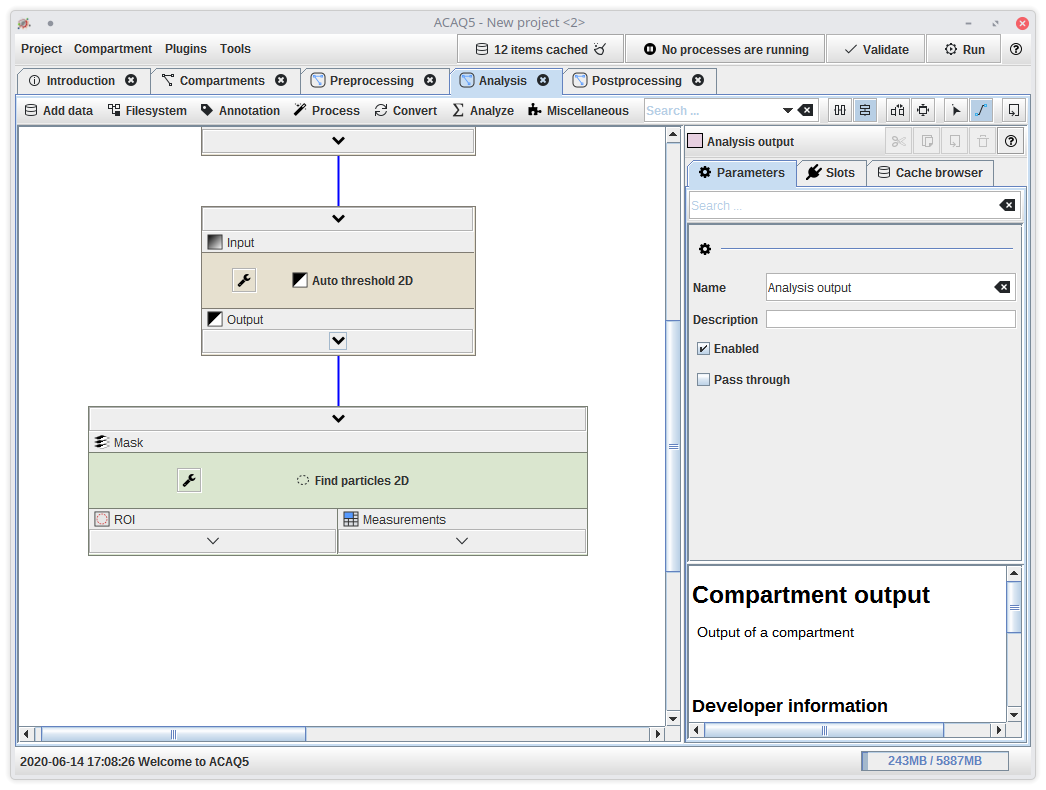 ACAQ5 - New project <2>
Project Compartment Plugins Tools 12 items cached No processes are running Validate Run
Introduction Compartments Preprocessing Analysis Postprocessing
Add data Filesystem Annotation Process Convert Analyze Miscellaneous Search ...
Analysis output
Parameters Slots Cache browser
Search ...
Input
Auto threshold 2D
Output
Mask
Find particles 2D
ROI Measurements
Name Analysis output
Description
Enabled
Pass through
Compartment output
Output of a compartment
Developer information
2020-06-14 17:08:26 Welcome to ACAQ5 243MB / 5887MB